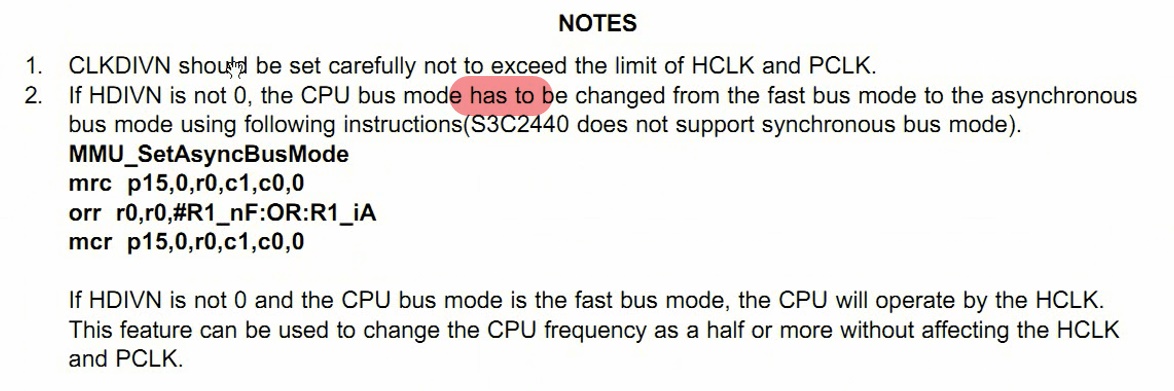 NOTES
1. CLKDIVN should be set carefully not to exceed the limit of HCLK and PCLK.
2. If HDIVN is not 0, the CPU bus mode has to be changed from the fast bus mode to the asynchronous
bus mode using following instructions(S3C2440 does not support synchronous bus mode).
MMU_SetAsyncBusMode
mrc p15,0,r0,c1,c0,0
orr r0,r0,#R1_nF:OR:R1_iA
mcr p15,0,r0,c1,c0,0
If HDIVN is not 0 and the CPU bus mode is the fast bus mode, the CPU will operate by the HCLK.
This feature can be used to change the CPU frequency as a half or more without affecting the HCLK
and PCLK.